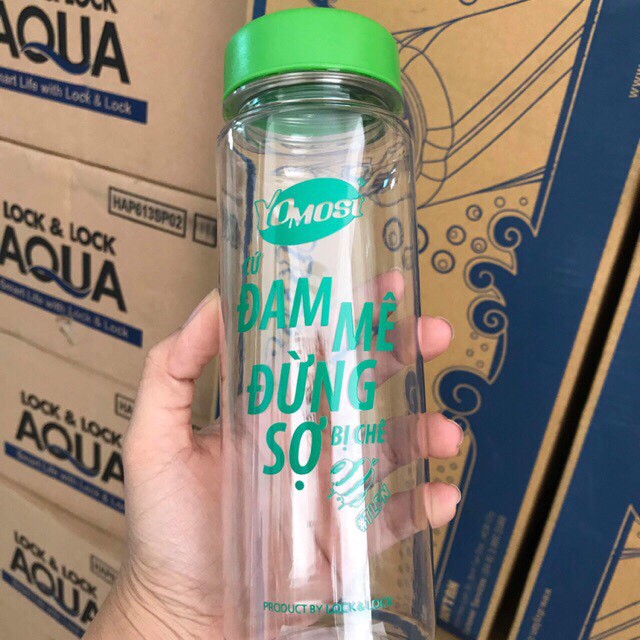 YOMOST
CỨ
ĐAM MÊ
ĐỪNG
SỢ BỊ CHÊ
PRODUCT BY LOCK&LOCK
LOCK & LOCK
AQUA
Smart Life with Lock & Lock
HAP613SP02
LOCK & LOCK
AQUA
Smart Life with Lock & Lock
LOCK & LOCK
AQUA
LOCK & LOCK
AQUA